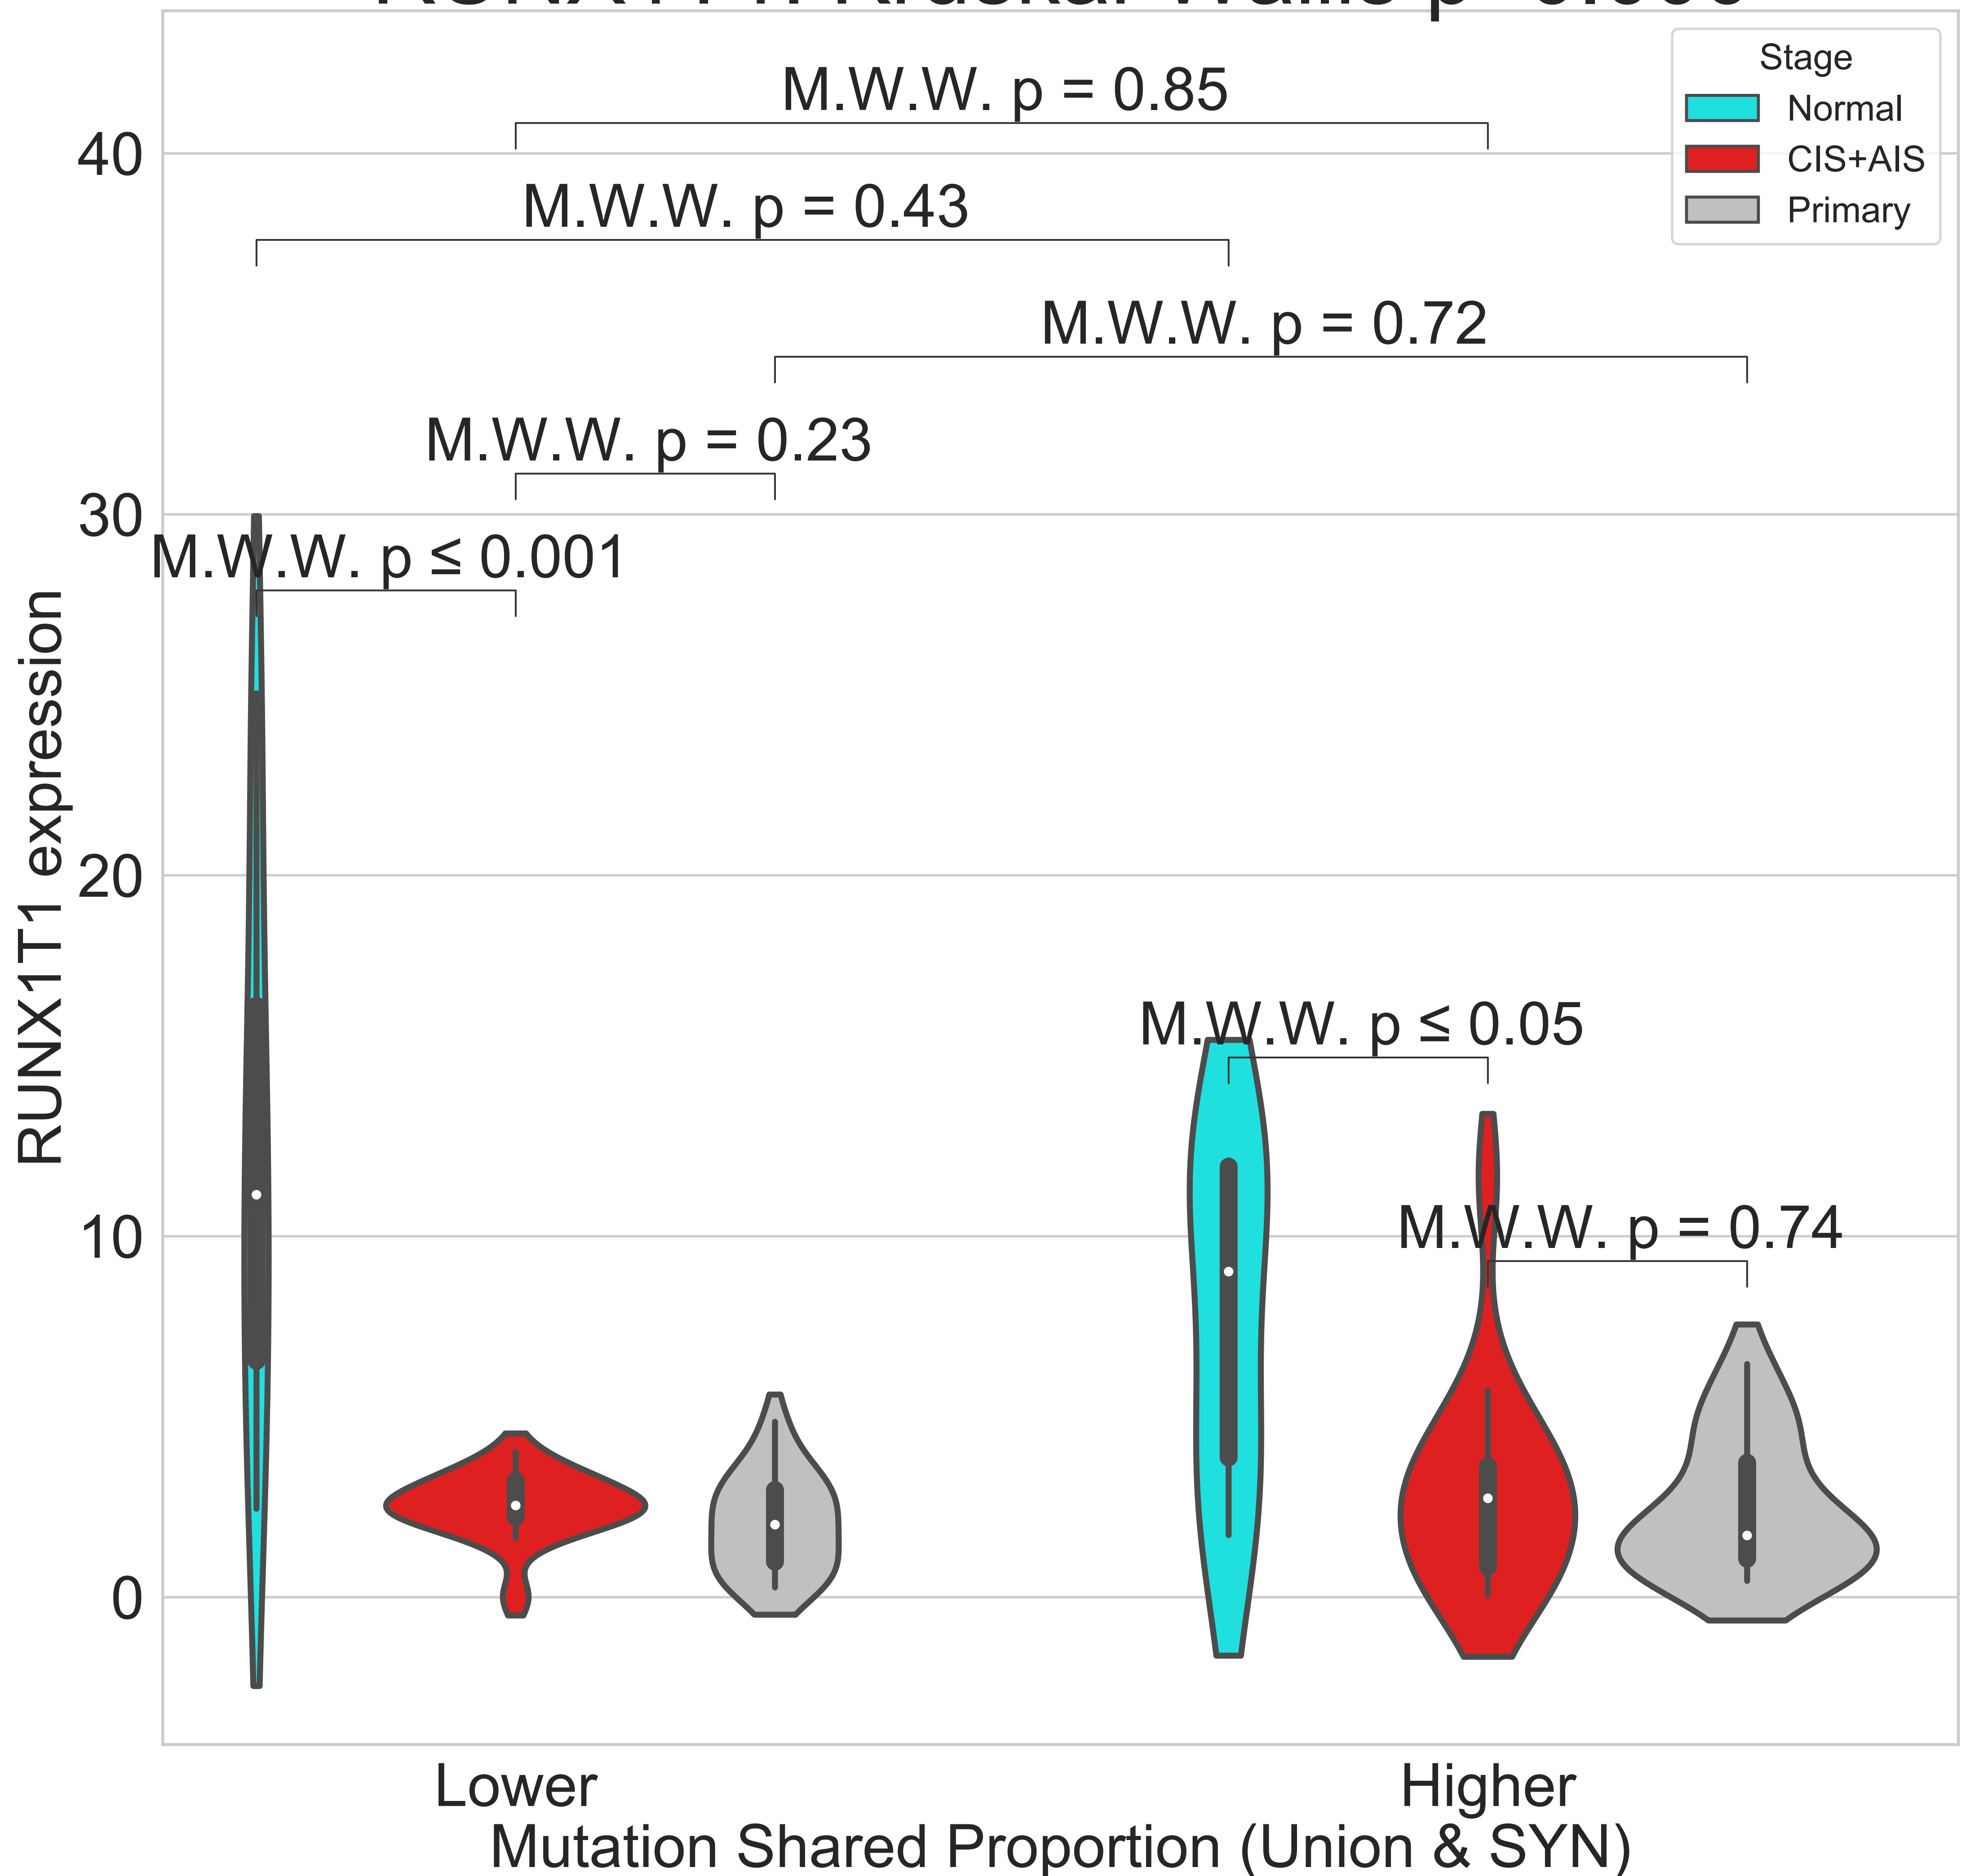 Stage
Normal
CIS+AIS
Primary
M.W.W. p = 0.85
M.W.W. p = 0.43
M.W.W. p = 0.72
M.W.W. p = 0.23
M.W.W. p ≤ 0.001
M.W.W. p ≤ 0.05
M.W.W. p = 0.74
40
30
20
10
0
RUNX1T1 expression
Lower
Higher
Mutation Shared Proportion (Union & SYN)